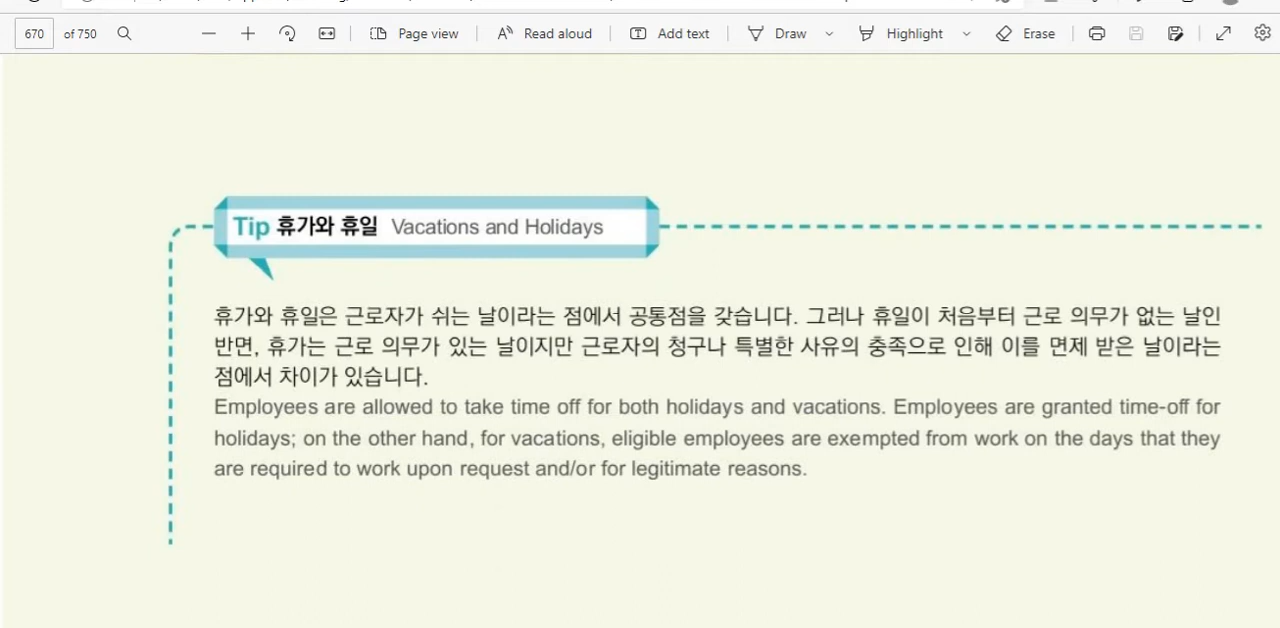 670 of 750 Page view Read aloud Add text Draw Highlight Erase
Tip 휴가와 휴일 Vacations and Holidays
휴가와 휴일은 근로자가 쉬는 날이라는 점에서 공통점을 갖습니다. 그러나 휴일이 처음부터 근로 의무가 없는 날인
반면, 휴가는 근로 의무가 있는 날이지만 근로자의 청구나 특별한 사유의 충족으로 인해 이를 면제 받은 날이라는
점에서 차이가 있습니다.
Employees are allowed to take time off for both holidays and vacations. Employees are granted time-off for
holidays; on the other hand, for vacations, eligible employees are exempted from work on the days that they
are required to work upon request and/or for legitimate reasons.